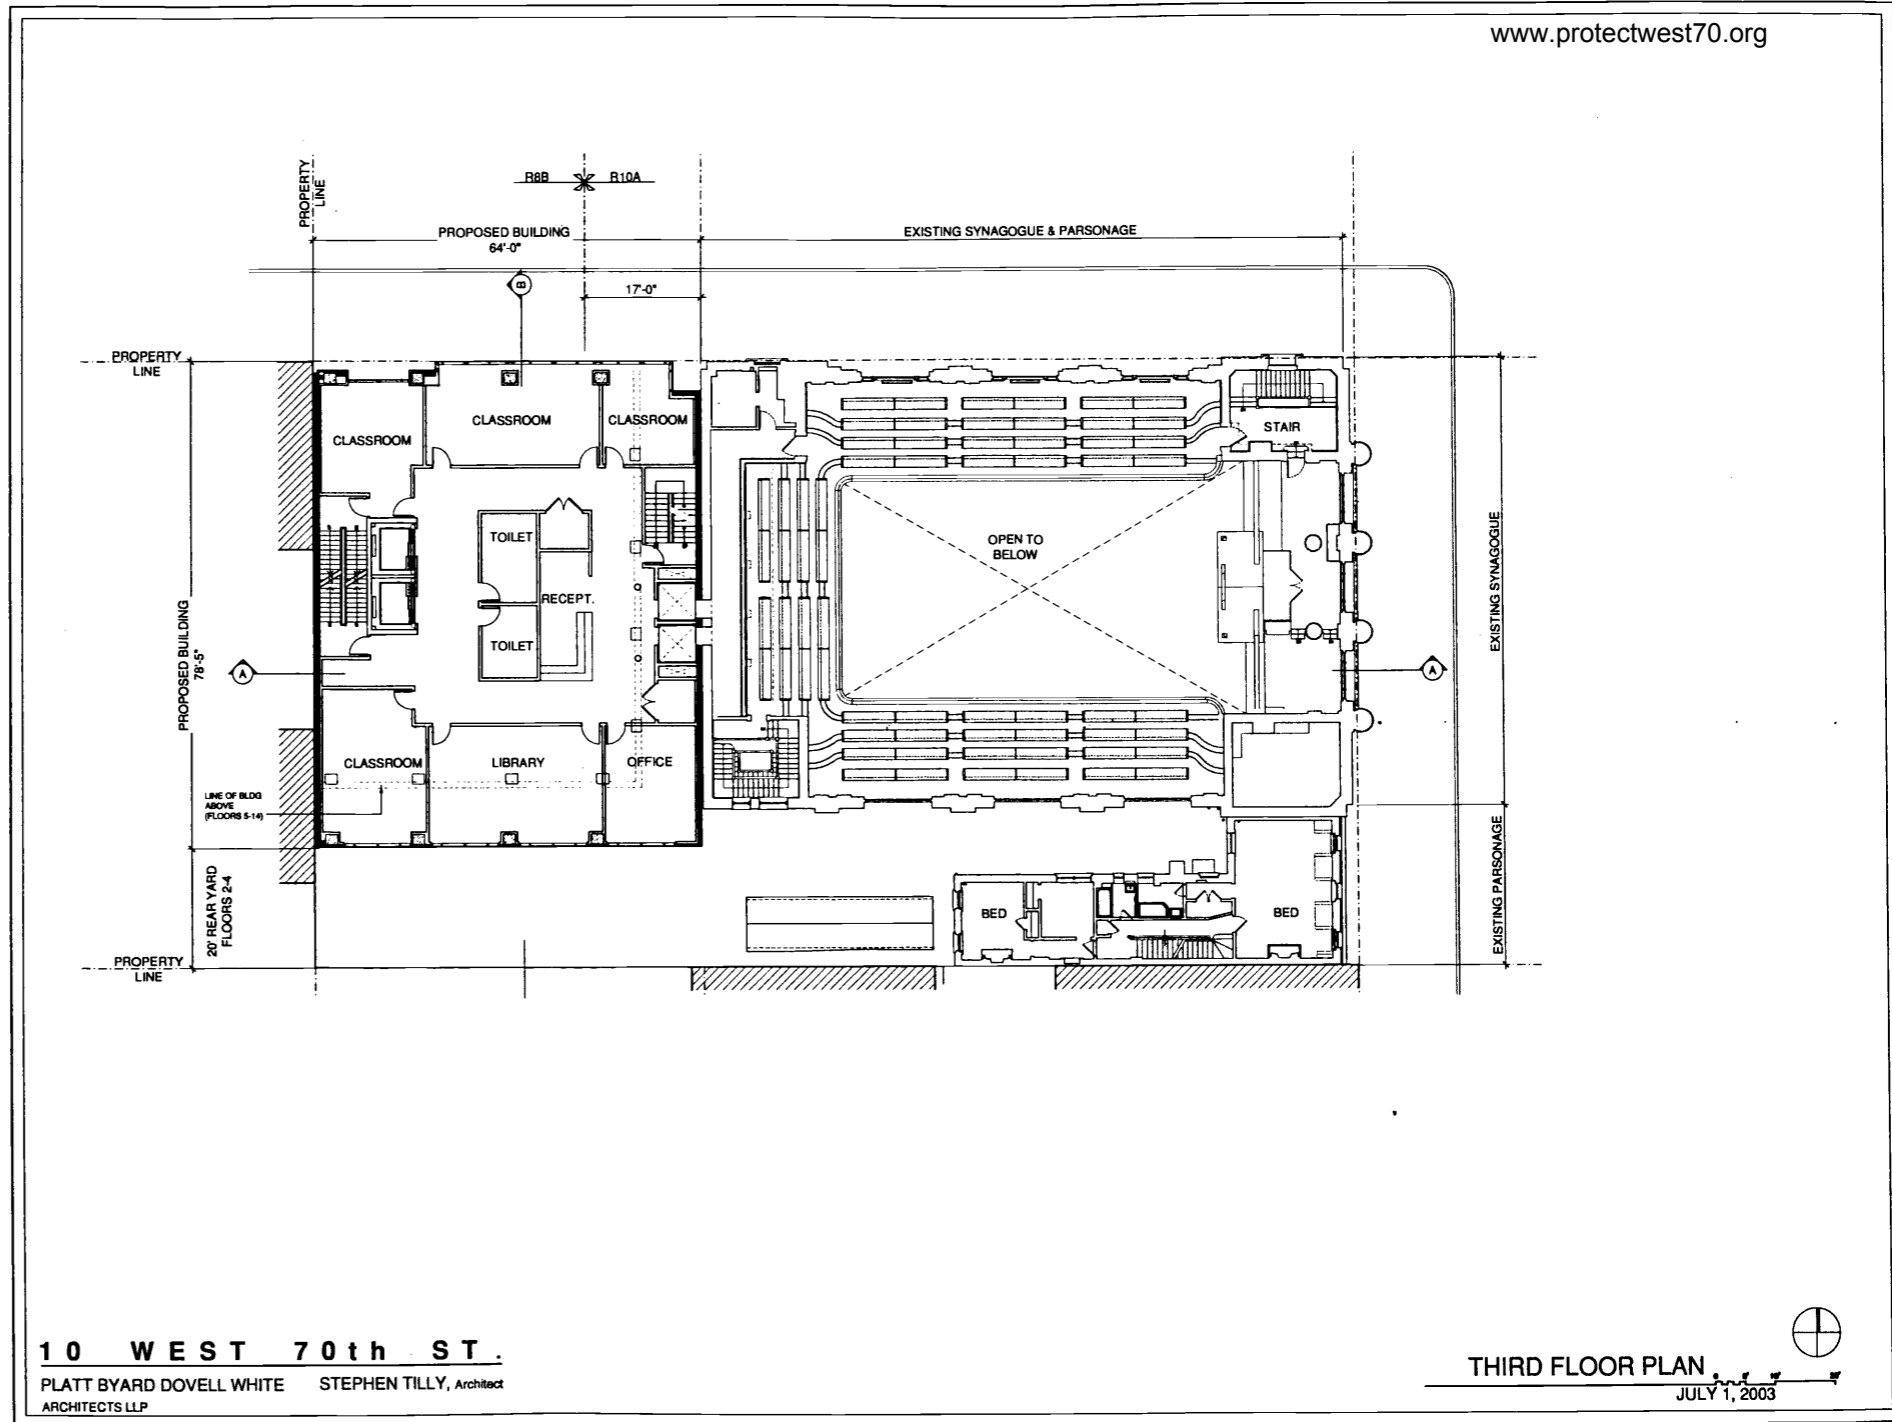 www.protectwest70.org
PROPERTY
LINE
R8B
R10A
PROPOSED BUILDING
64'-0"
EXISTING SYNAGOGUE & PARSONAGE
B
17'-0"
PROPERTY
LINE
CLASSROOM
CLASSROOM
CLASSROOM
STAIR
TOILET
OPEN TO
BELOW
EXISTING SYNAGOGUE
RECEPT.
PROPOSED BUILDING
78'-5"
TOILET
A
A
CLASSROOM
LIBRARY
OFFICE
LINE OF BLDG
ABOVE
(FLOORS 5-14)
20' REAR YARD
FLOORS 2-4
EXISTING PARSONAGE
BED
BED
PROPERTY
LINE
10 WEST 70th ST.
PLATT BYARD DOVELL WHITE STEPHEN TILLY, Architect
ARCHITECTS LLP
THIRD FLOOR PLAN
JULY 1, 2003